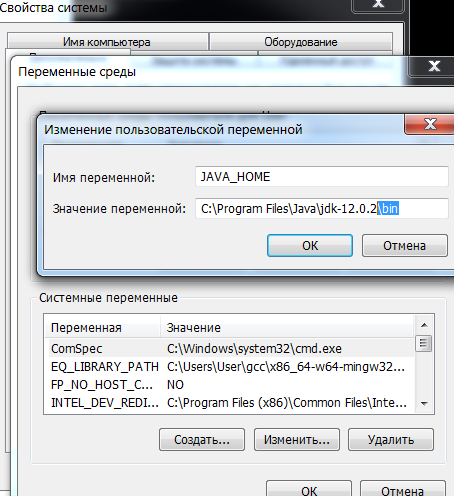 Свойства системы
Имя компьютера
Оборудование
Переменные среды
Изменение пользовательской переменной
Имя переменной: JAVA_HOME
Значение переменной: C:\Program Files\Java\jdk-12.0.2\bin
OK
Отмена
Системные переменные
Переменная Значение
ComSpec C:\Windows\system32\cmd.exe
EQ_LIBRARY_PATH C:\Users\User\gcc\x86_64-w64-mingw32...
FP_NO_HOST_C... NO
INTEL_DEV_REDI... C:\Program Files (x86)\Common Files\Inte...
Создать... Изменить... Удалить
OK Отмена